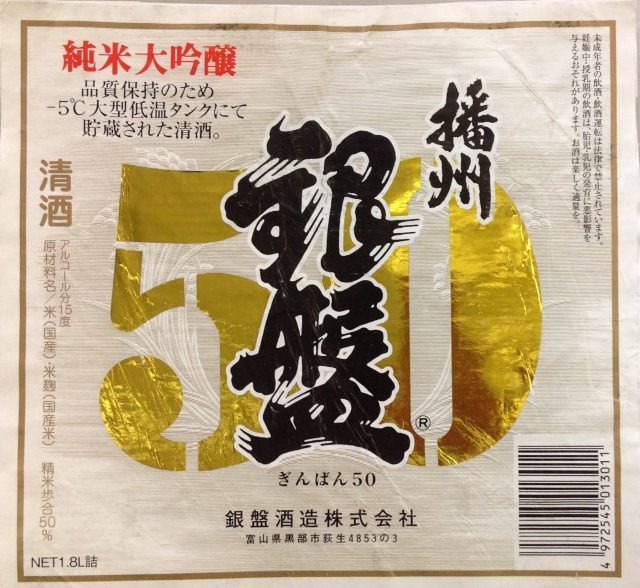 純米大吟醸
品質保持のため
-5℃大型低温タンクにて
貯蔵された清酒。
未成年者の飲酒・飲酒運転は法律で禁止されています。
妊娠中・授乳期の飲酒は、胎児・乳児の発育に悪影響を
与えるおそれがあります。お酒は楽しく適量を。
播州
50
銀盤
®
清酒
アルコール分15度
原材料名/米(国産)・米麹(国産米) 精米歩合50%
ぎんばん50
銀盤酒造株式会社
富山県黒部市荻生4853の3
NET1.8L詰
4 972545 013011